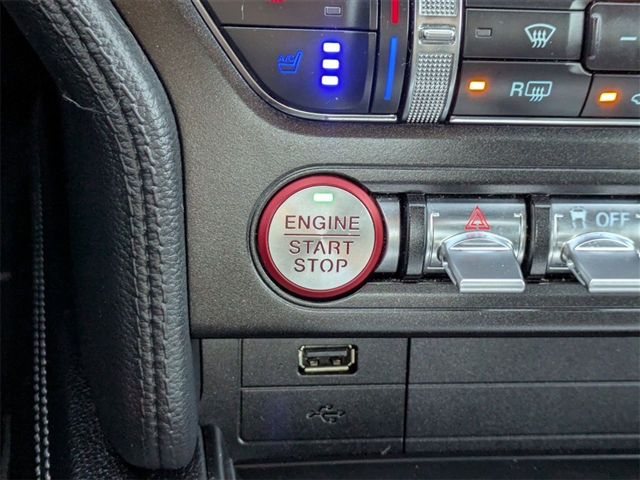 A/C
R
ENGINE
START
STOP
OFF